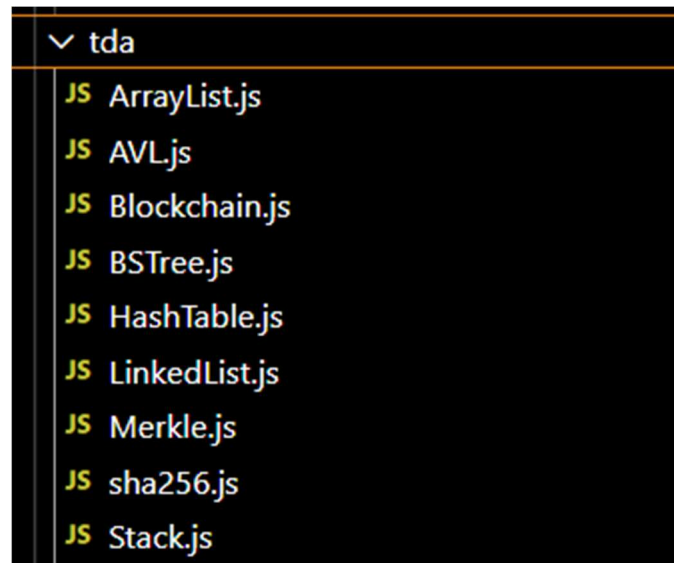 tda
JS ArrayList.js
JS AVL.js
JS Blockchain.js
JS BSTree.js
JS HashTable.js
JS LinkedList.js
JS Merkle.js
JS sha256.js
JS Stack.js